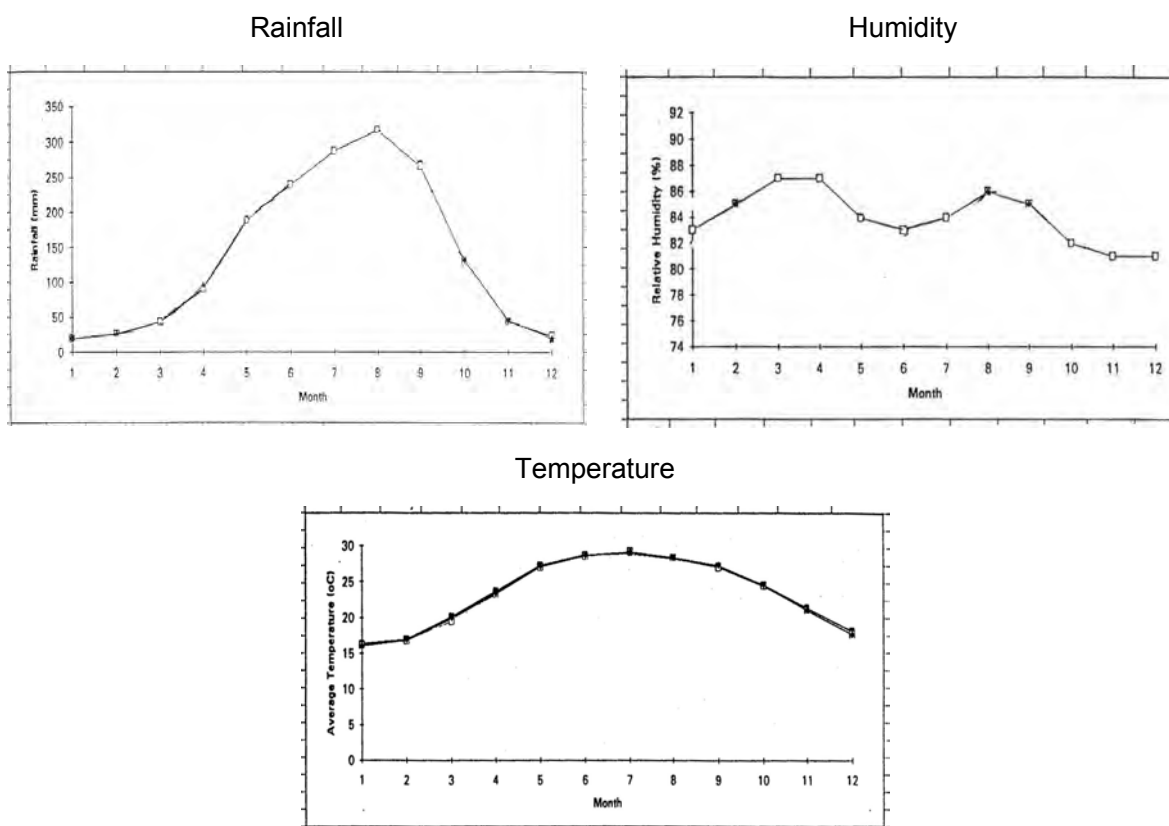 Rainfall
350
300
250
200
150
100
50
0
Rainfall (mm)
1 2 3 4 5 6 7 8 9 10 11 12
Month
Humidity
92
90
88
86
84
82
80
78
76
74
Relative Humidity (%)
1 2 3 4 5 6 7 8 9 10 11 12
Month
Temperature
30
25
20
15
10
5
0
Average Temperature (oC)
1 2 3 4 5 6 7 8 9 10 11 12
Month